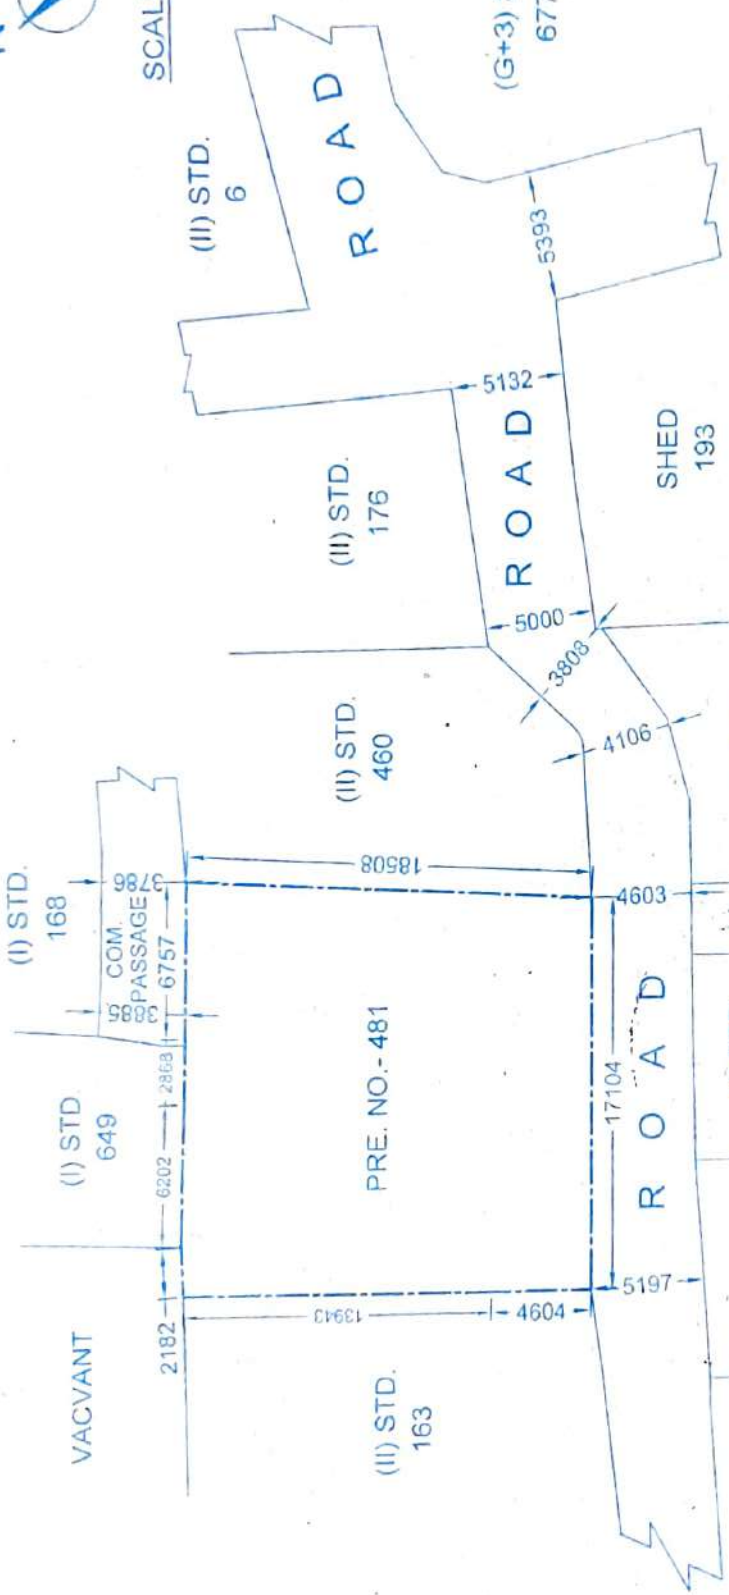 N
SCAL
(II) STD.
6
ROAD
(G+3)
677
5393
5132
ROAD
(II) STD.
176
SHED
193
5000
3808
4106
(II) STD.
460
(I) STD.
168
COM.
PASSAGE
3786
6757
3885
18508
4603
(I) STD
649
2868
6202
PRE. NO.- 481
17104
ROAD
VACVANT
2182
13943
4604
5197
(II) STD.
163